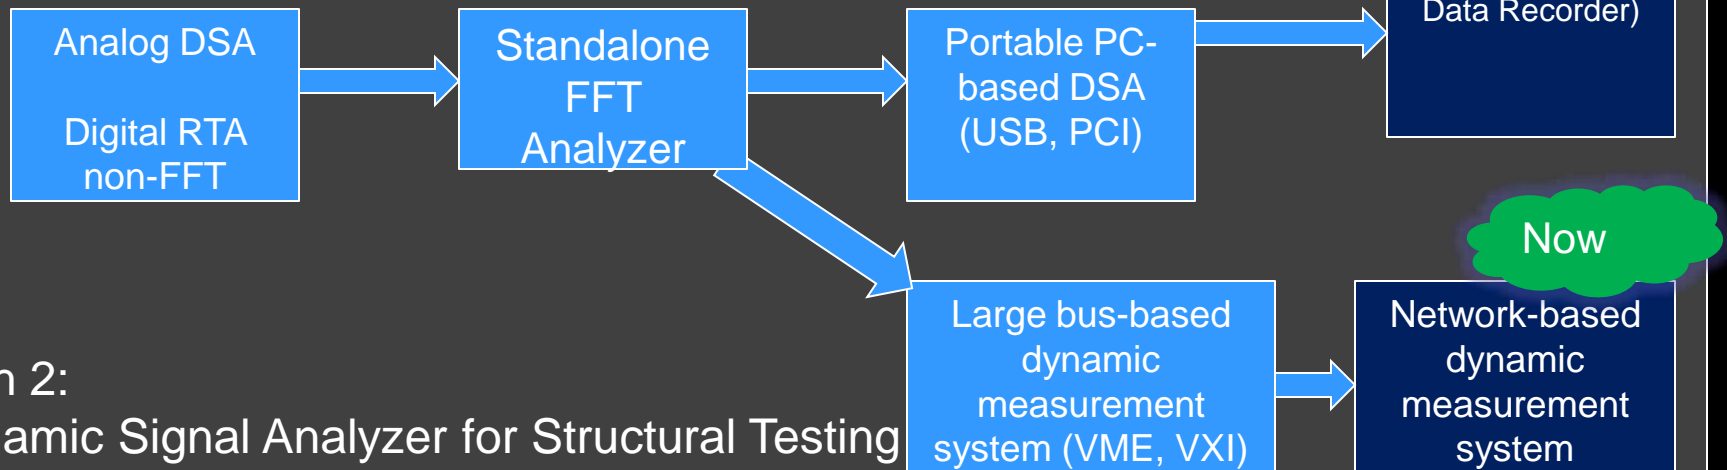 Data Recorder)
Analog DSA
Digital RTA
non-FFT
Standalone
FFT
Analyzer
Portable PC-
based DSA
(USB, PCI)
Now
Large bus-based
dynamic
measurement
system (VME, VXI)
Network-based
dynamic
measurement
system
n 2:
amic Signal Analyzer for Structural Testing